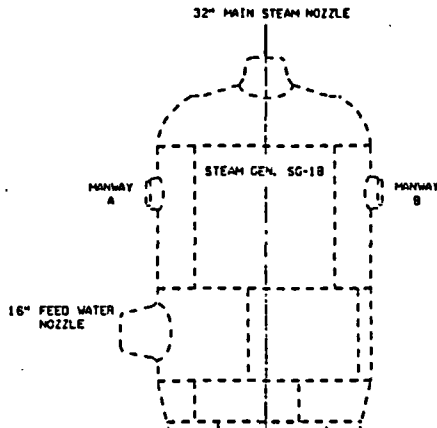 32" MAIN STEAM NOZZLE
STEAM GEN. SG-1B
MANWAY
A
MANWAY
B
16" FEED WATER
NOZZLE